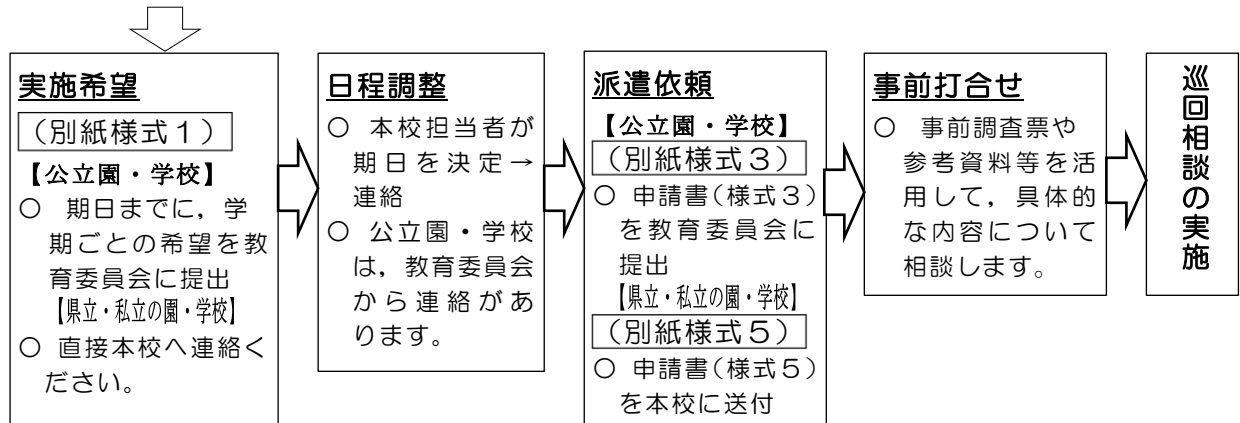 実施希望
（別紙様式１）
【公立園・学校】
○　期日までに，学
期ごとの希望を教
育委員会に提出
【県立・私立の園・学校】
○　直接本校へ連絡く
ださい。
日程調整
○　本校担当者が
期日を決定→
連絡
○　公立園・学校
は，教育委員会
から連絡があ
ります。
派遣依頼
【公立園・学校】
（別紙様式３）
○　申請書（様式３）
を教育委員会に
提出
【県立・私立の園・学校】
（別紙様式５）
○　申請書（様式５）
を本校に送付
事前打合せ
○　事前調査票や
参考資料等を活
用して，具体的
な内容について
相談します。
巡回相談の実施